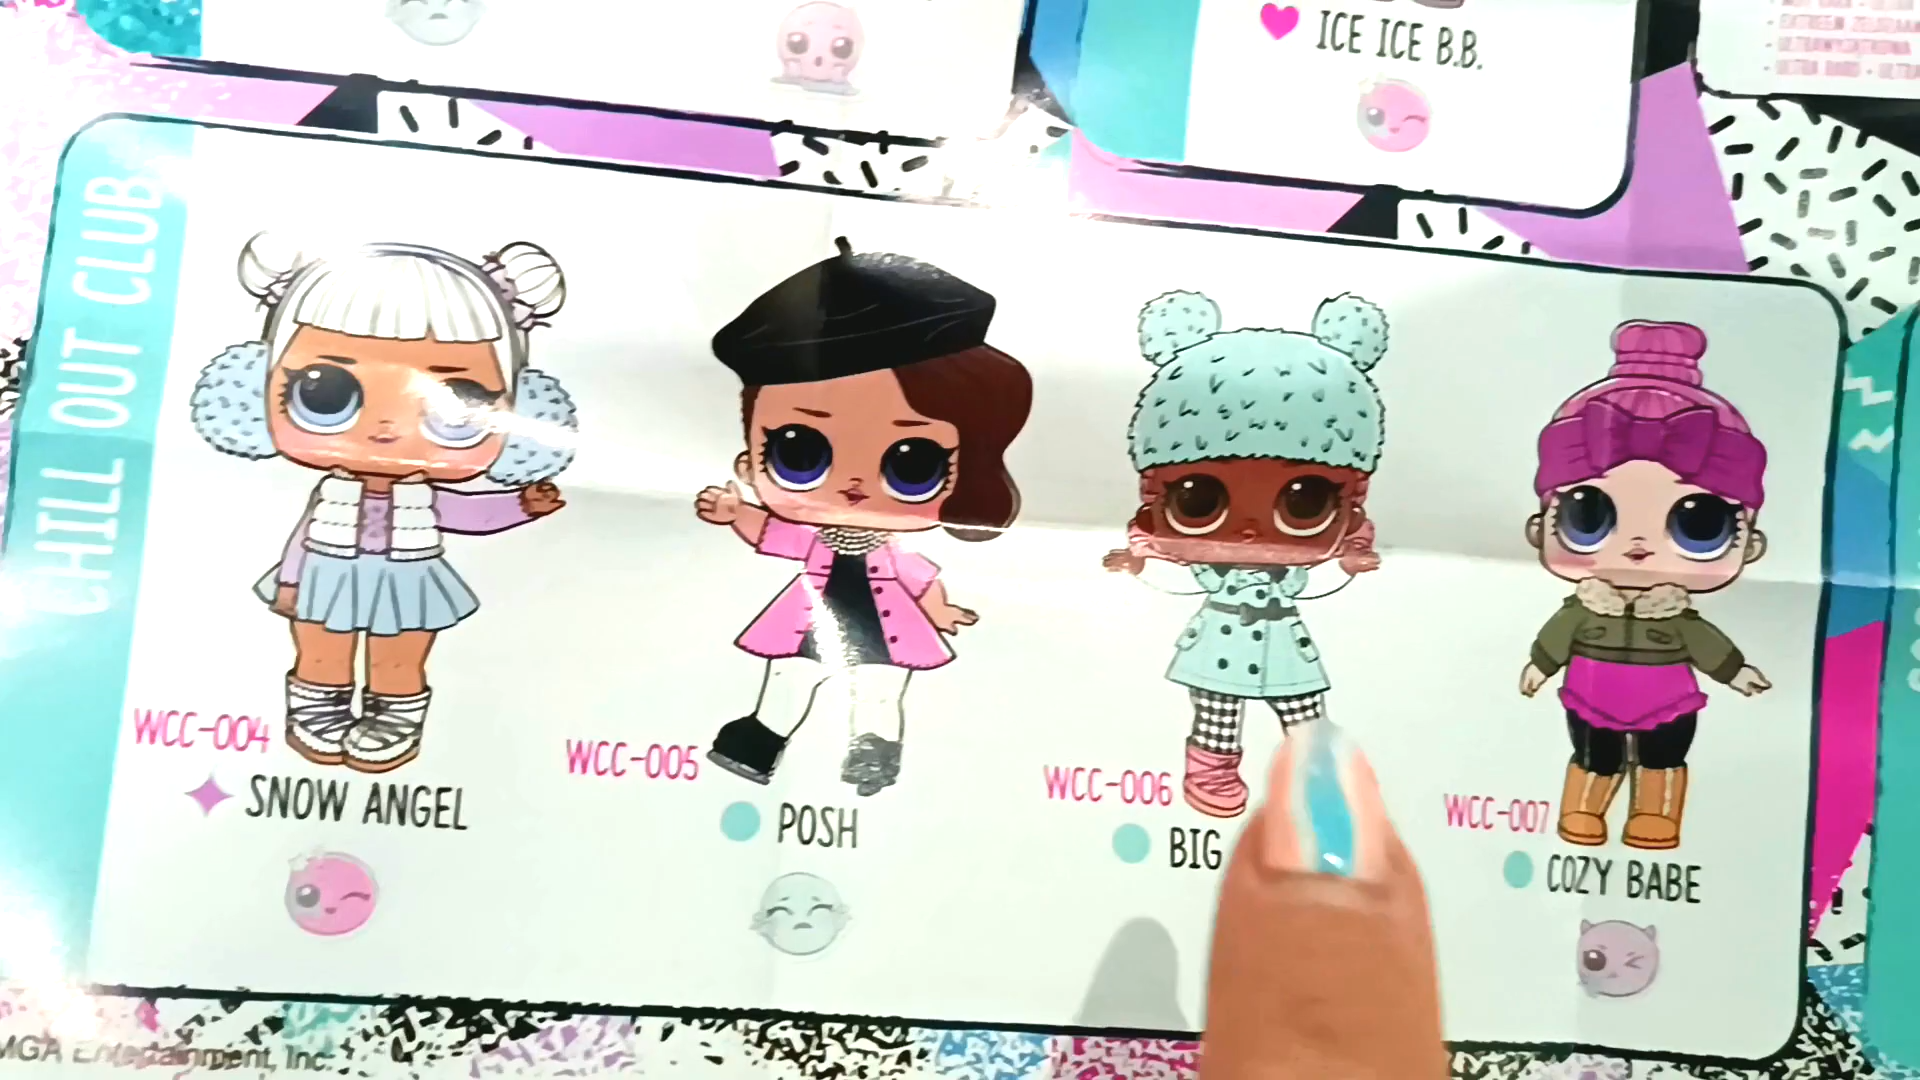 ICE ICE B.B.
CHILL OUT CLUB
WCC-004
SNOW ANGEL
WCC-005
POSH
WCC-006
BIG
WCC-007
COZY BABE
MGA Entertainment, Inc.